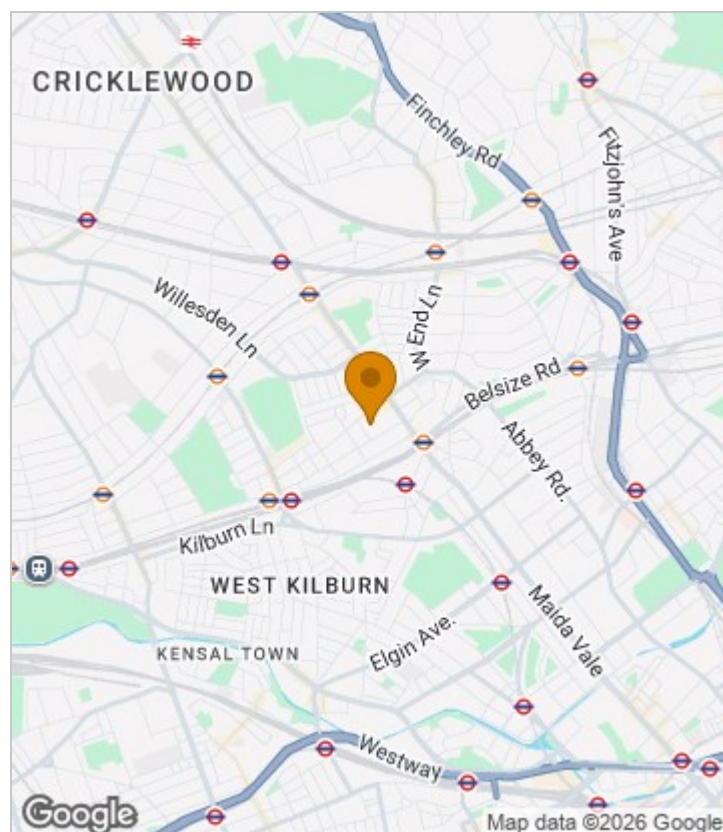 CRICKLEWOOD
Finchley Rd
Fitzjohn's Ave
Willesden Ln
W End Ln
Belsize Rd
Abbey Rd.
Kilburn Ln
WEST KILBURN
Maida Vale
Elgin Ave.
KENSAL TOWN
Westway
Google
Map data ©2026 Google